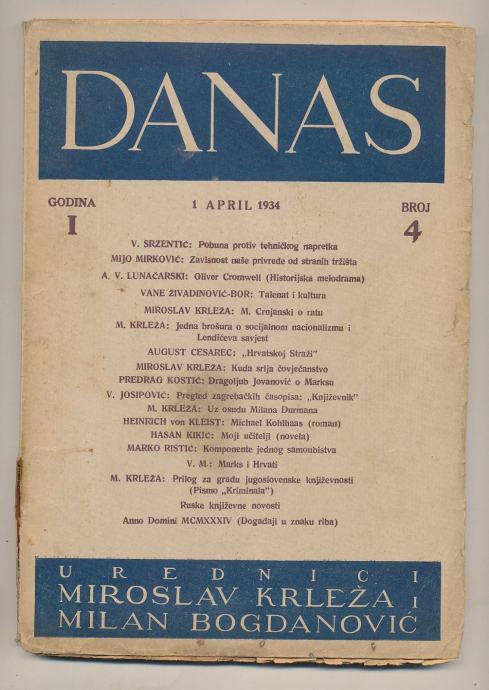 DANAS
GODINA
I
1 APRIL 1934
BROJ
4
V. SRZENTIĆ: Pobuna protiv tehničkog napretka
MIJO MIRKOVIĆ: Zavisnost naše privrede od stranih tržišta
A. V. LUNAČARSKI: Oliver Cromwell (Historijska melodrama)
VANE ŽIVADINOVIĆ-BOR: Talenat i kultura
MIROSLAV KRLEŽA: M. Crnjanski o ratu
M. KRLEŽA: Jedna brošura o socijalnom nacionalizmu i
Lendićeva savjest
AUGUST CESAREC: „Hrvatskoj Straži"
MIROSLAV KRLEŽA: Kuda srlja čovječanstvo
PREDRAG KOSTIĆ: Dragoljub Jovanović o Marksu
V. JOSIPOVIĆ: Pregled zagrebačkih časopisa: „Književnik"
M. KRLEŽA: Uz osudu Milana Durmana
HEINRICH von KLEIST: Michael Kohlhaas (roman)
HASAN KIKIĆ: Moji učitelji (novela)
MARKO RISTIĆ: Komponente jednog samoubistva
V. M.: Marks i Hrvati
M. KRLEŽA: Prilog za građu jugoslovenske književnosti
(Pismo „Kriminala")
Ruske književne novosti
Anno Domini MCMXXXIV (Događaji u znaku riba)
UREDNICI
MIROSLAV KRLEŽA I
MILAN BOGDANOVIĆ